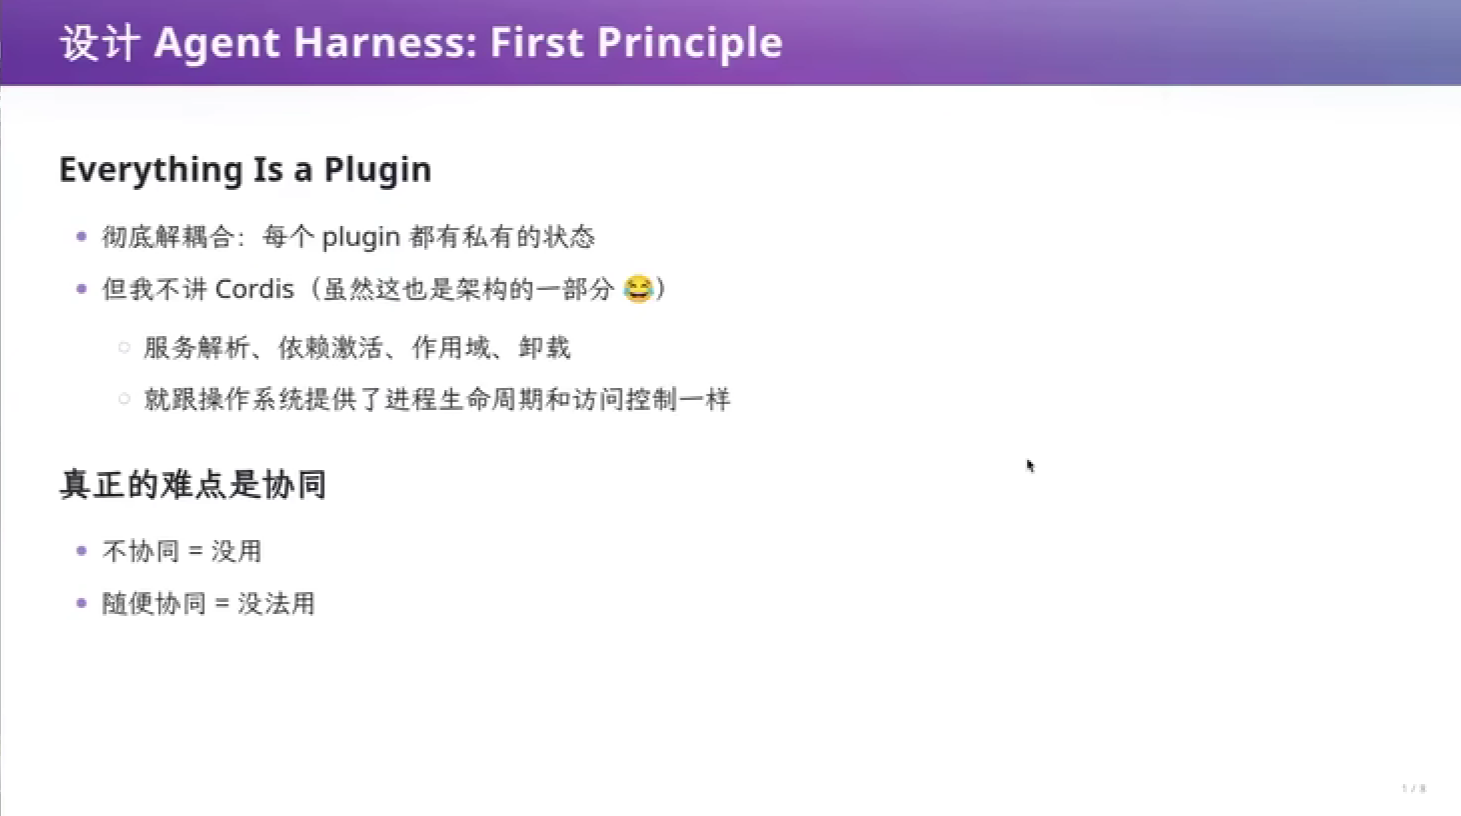 设计 Agent Harness: First Principle
Everything Is a Plugin
彻底解耦合：每个 plugin 都有私有的状态
但我不讲 Cordis（虽然这也是架构的一部分 😂）
服务解析、依赖激活、作用域、卸载
就跟操作系统提供了进程生命周期和访问控制一样
真正的难点是协同
不协同 = 没用
随便协同 = 没法用
1 / 8